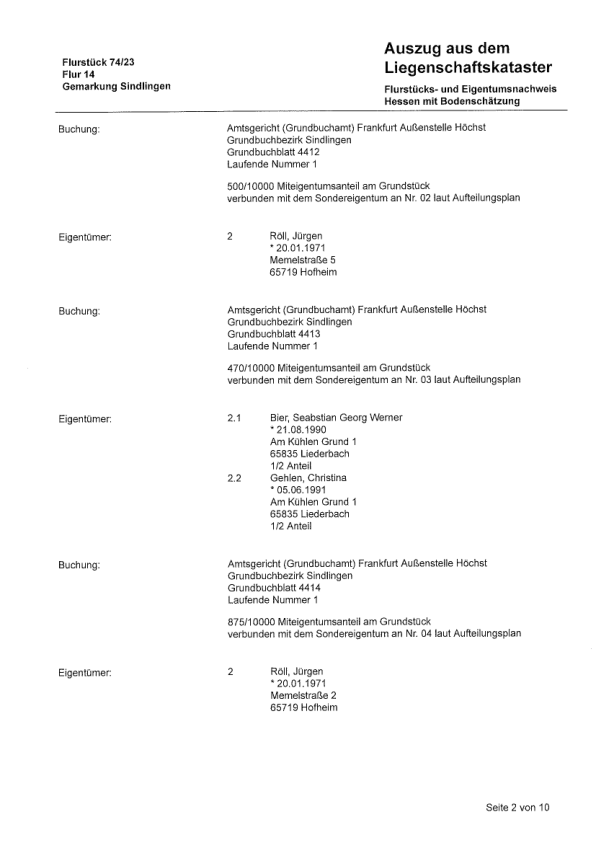 Flurstück 74/23
Flur 14
Gemarkung Sindlingen
Auszug aus dem
Liegenschaftskataster
Flurstücks- und Eigentumsnachweis
Hessen mit Bodenschätzung
Buchung: Amtsgericht (Grundbuchamt) Frankfurt Außenstelle Höchst
Grundbuchbezirk Sindlingen
Grundbuchblatt 4412
Laufende Nummer 1
500/10000 Miteigentumsanteil am Grundstück
verbunden mit dem Sondereigentum an Nr. 02 laut Aufteilungsplan
Eigentümer: 2 Röll, Jürgen
* 20.01.1971
Memelstraße 5
65719 Hofheim
Buchung: Amtsgericht (Grundbuchamt) Frankfurt Außenstelle Höchst
Grundbuchbezirk Sindlingen
Grundbuchblatt 4413
Laufende Nummer 1
470/10000 Miteigentumsanteil am Grundstück
verbunden mit dem Sondereigentum an Nr. 03 laut Aufteilungsplan
Eigentümer: 2.1 Bier, Seabstian Georg Werner
* 21.08.1990
Am Kühlen Grund 1
65835 Liederbach
1/2 Anteil
2.2 Gehlen, Christina
* 05.06.1991
Am Kühlen Grund 1
65835 Liederbach
1/2 Anteil
Buchung: Amtsgericht (Grundbuchamt) Frankfurt Außenstelle Höchst
Grundbuchbezirk Sindlingen
Grundbuchblatt 4414
Laufende Nummer 1
875/10000 Miteigentumsanteil am Grundstück
verbunden mit dem Sondereigentum an Nr. 04 laut Aufteilungsplan
Eigentümer: 2 Röll, Jürgen
* 20.01.1971
Memelstraße 2
65719 Hofheim
Seite 2 von 10